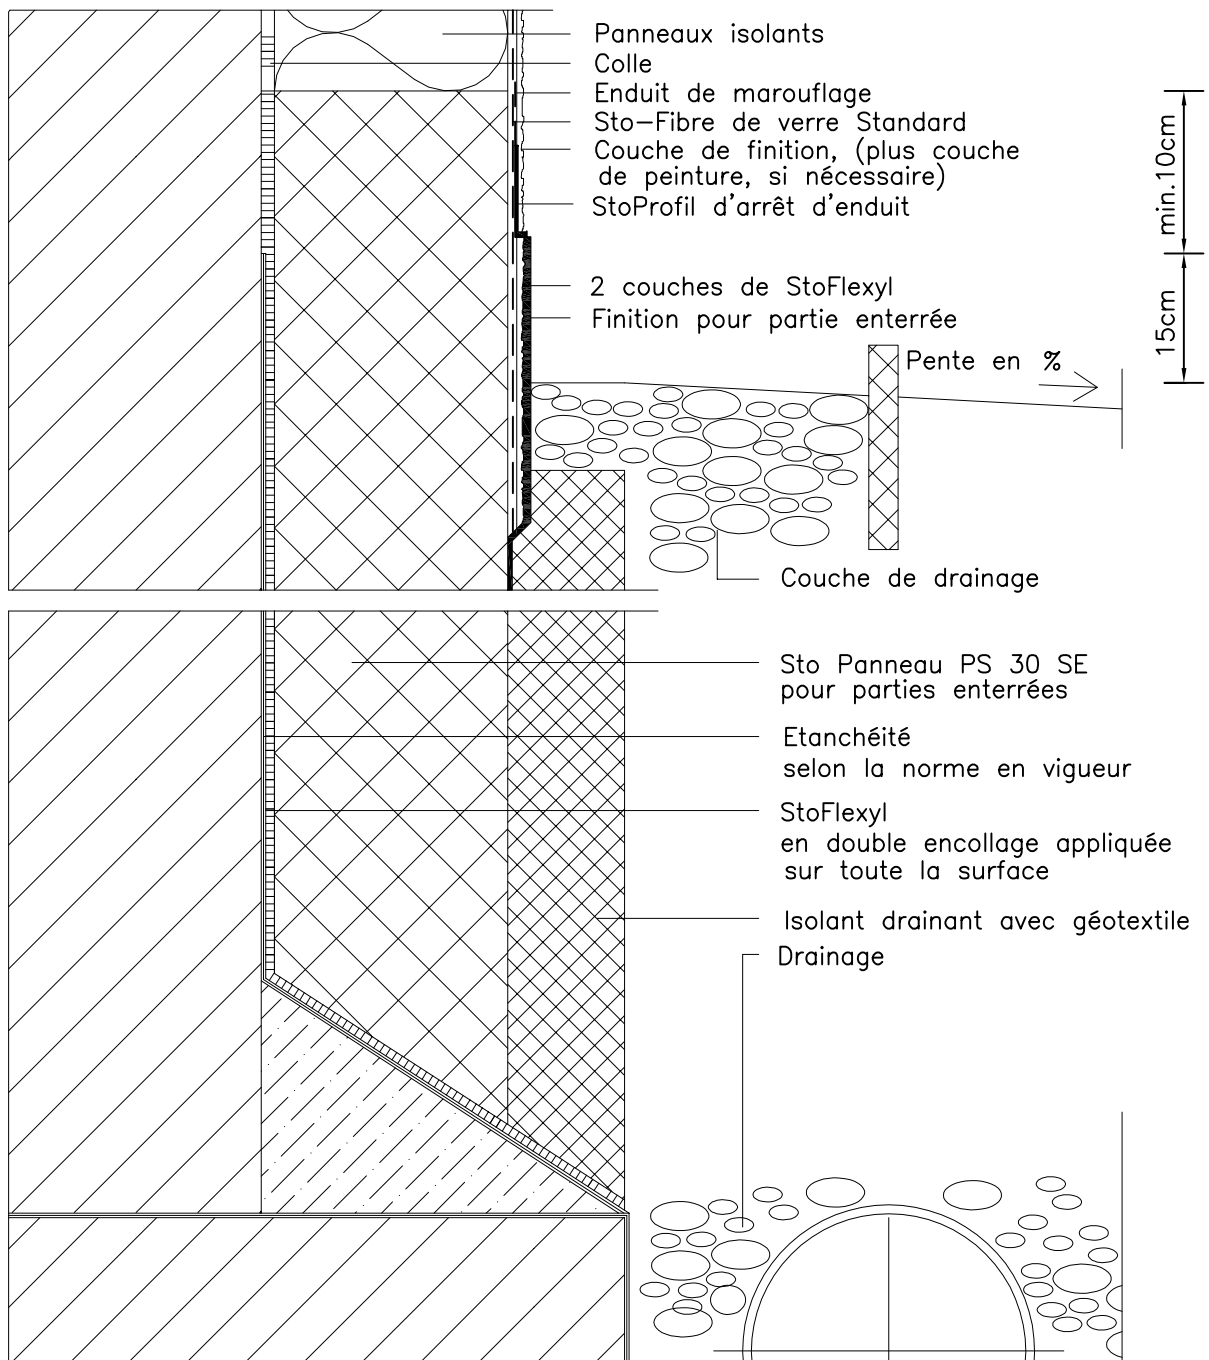 Panneaux isolants
Colle
Enduit de marouflage
Sto-Fibre de verre Standard
Couche de finition, (plus couche
de peinture, si nécessaire)
StoProfil d'arrêt d'enduit
min.10cm
2 couches de StoFlexyl
Finition pour partie enterrée
15cm
Pente en %
Couche de drainage
Sto Panneau PS 30 SE
pour parties enterrées
Etanchéité
selon la norme en vigueur
StoFlexyl
en double encollage appliquée
sur toute la surface
Isolant drainant avec géotextile
Drainage